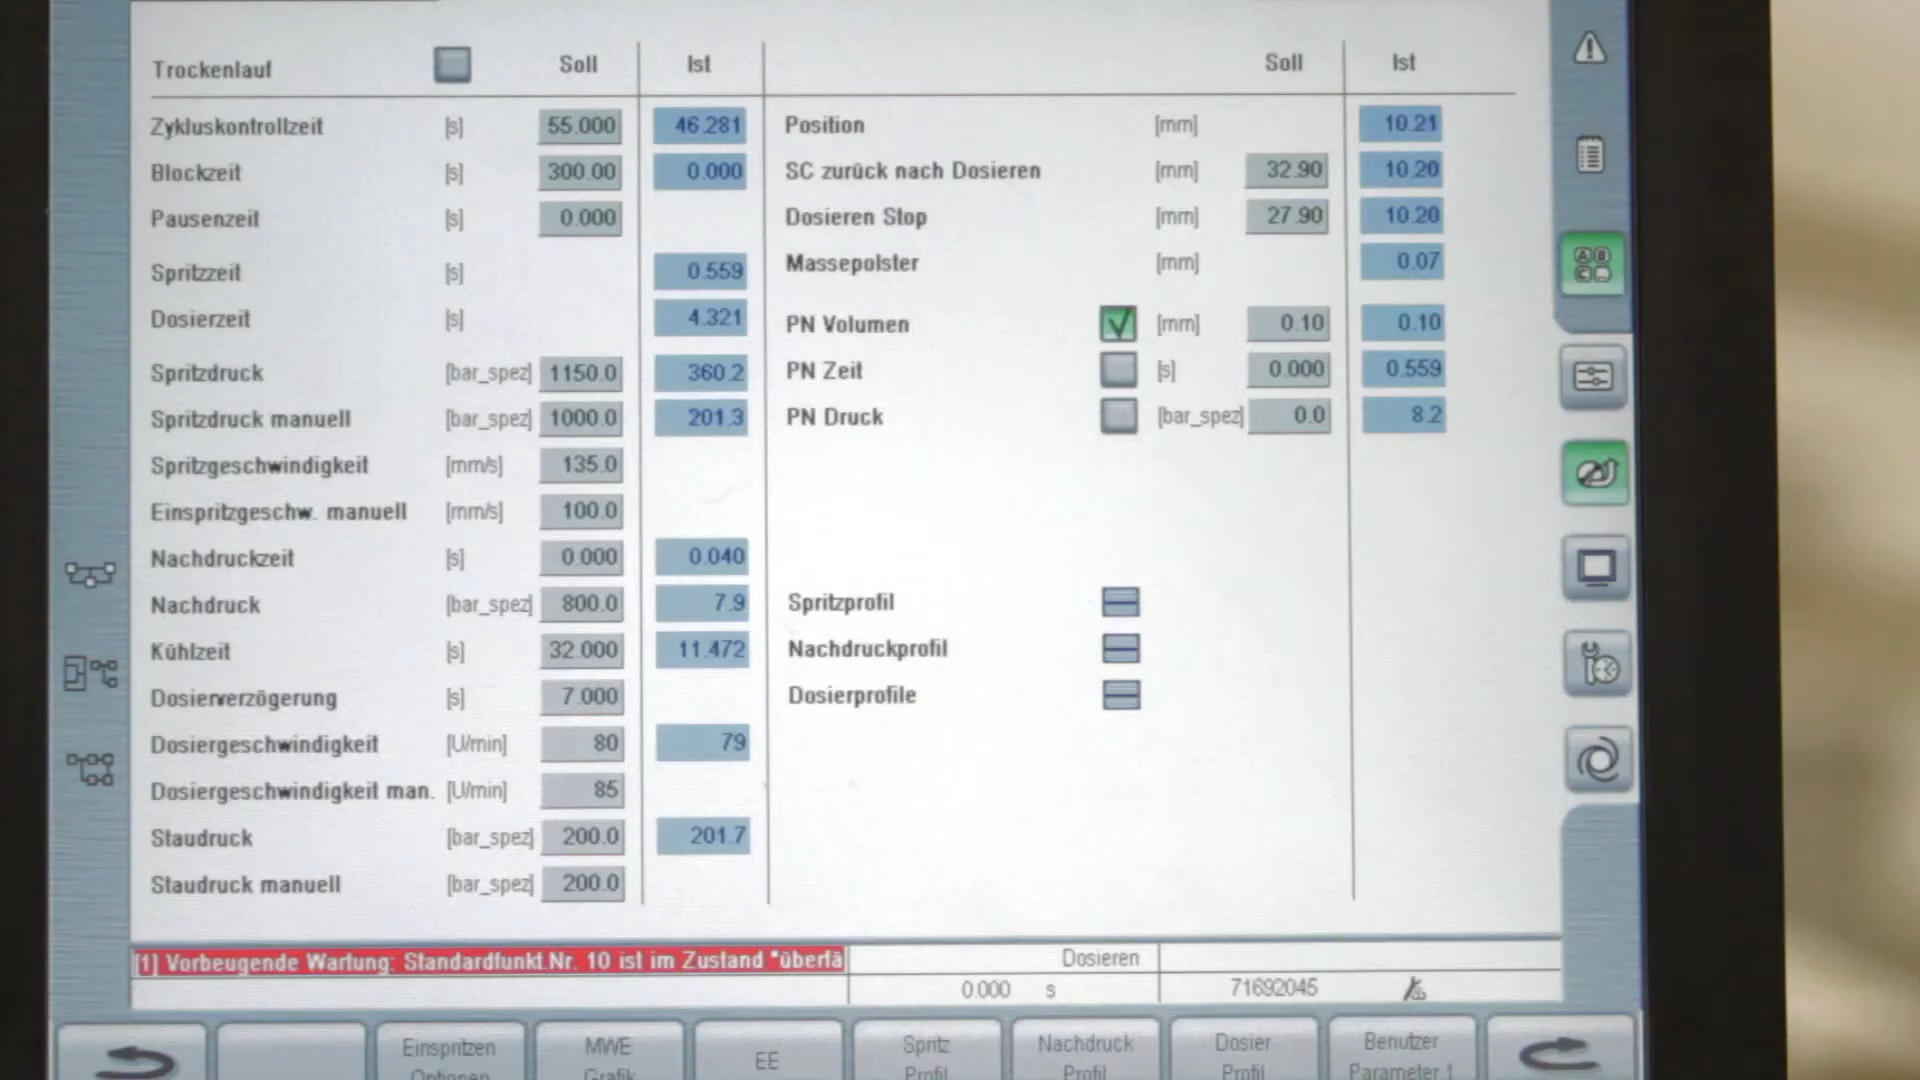 Trockenlauf Soll Ist Soll Ist
Zykluskontrollzeit [s] 55.000 46.281 Position [mm] 10.21
Blockzeit [s] 300.00 0.000 SC zurück nach Dosieren [mm] 32.90 10.20
Pausenzeit [s] 0.000 Dosieren Stop [mm] 27.90 10.20
Spritzzeit [s] 0.559 Massepolster [mm] 0.07
Dosierzeit [s] 4.321 PN Volumen [mm] 0.10 0.10
Spritzdruck [bar_spez] 1150.0 360.2 PN Zeit [s] 0.000 0.559
Spritzdruck manuell [bar_spez] 1000.0 201.3 PN Druck [bar_spez] 0.0 8.2
Spritzgeschwindigkeit [mm/s] 135.0
Einspritzgeschw. manuell [mm/s] 100.0
Nachdruckzeit [s] 0.000 0.040
Nachdruck [bar_spez] 800.0 7.9 Spritzprofil
Kühlzeit [s] 32.000 11.472 Nachdruckprofil
Dosierverzögerung [s] 7.000 Dosierprofile
Dosiergeschwindigkeit [U/min] 80 79
Dosiergeschwindigkeit man. [U/min] 85
Staudruck [bar_spez] 200.0 201.7
Staudruck manuell [bar_spez] 200.0
[1] Vorbeugende Wartung: Standardfunkt.Nr. 10 ist im Zustand "überfä Dosieren
0.000 s 71692045
Einspritzen Optionen
MWE Grafik
EE
Spritz Profil
Nachdruck Profil
Dosier Profil
Benutzer Parameter 1